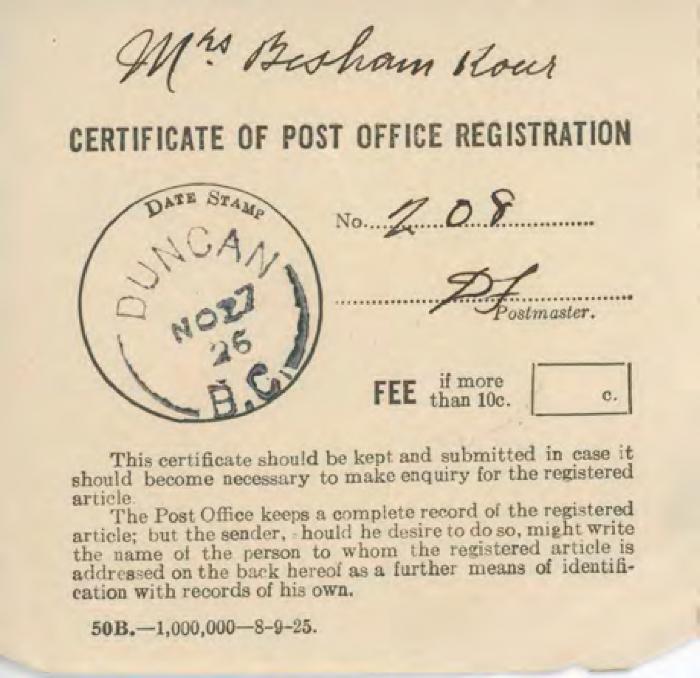 Mrs Besham Kour
CERTIFICATE OF POST OFFICE REGISTRATION
DATE STAMP
DUNCAN
NO 27
26
B.C.
No. 208
Postmaster.
FEE if more than 10c. c.
This certificate should be kept and submitted in case it
should become necessary to make enquiry for the registered
article.
The Post Office keeps a complete record of the registered
article; but the sender, hould he desire to do so, might write
the name of the person to whom the registered article is
addressed on the back hereof as a further means of identifi-
cation with records of his own.
50B.—1,000,000—8-9-25.